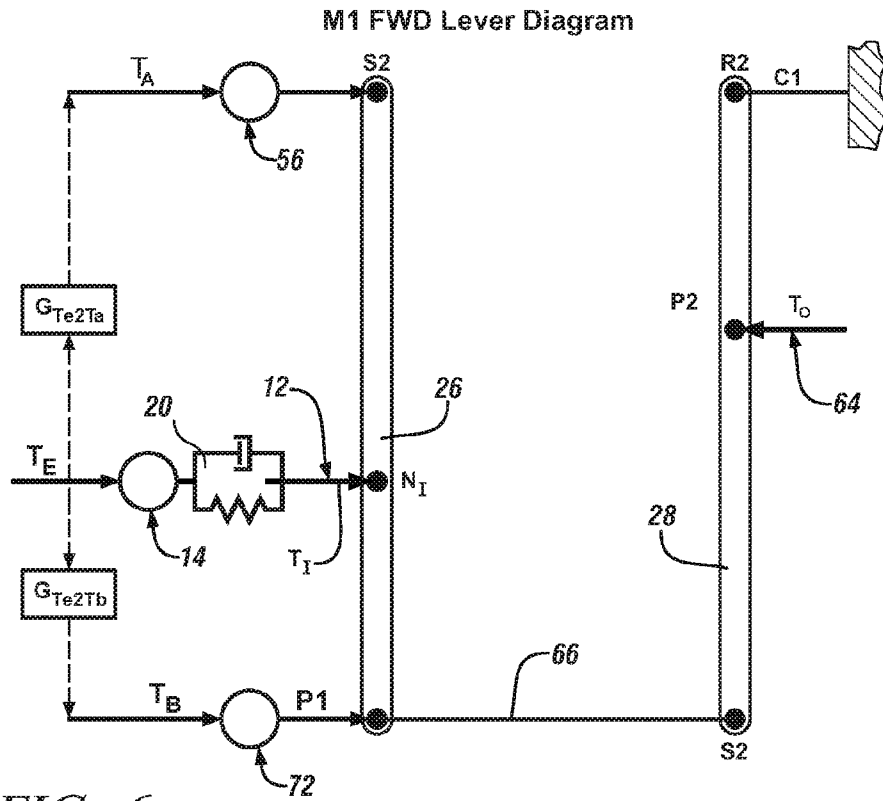 M1 FWD Lever Diagram
T_A
S2
R2
C1
56
G_Te2Ta
P2
T_O
12
26
64
20
T_E
N_I
14
T_I
28
G_Te2Tb
66
T_B
P1
72
S2